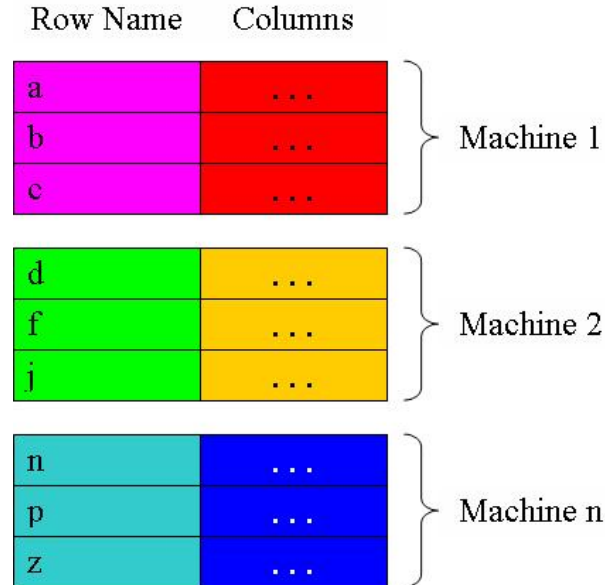 Row Name Columns
a ...
b ...
c ...
Machine 1
d ...
f ...
j ...
Machine 2
n ...
p ...
z ...
Machine n